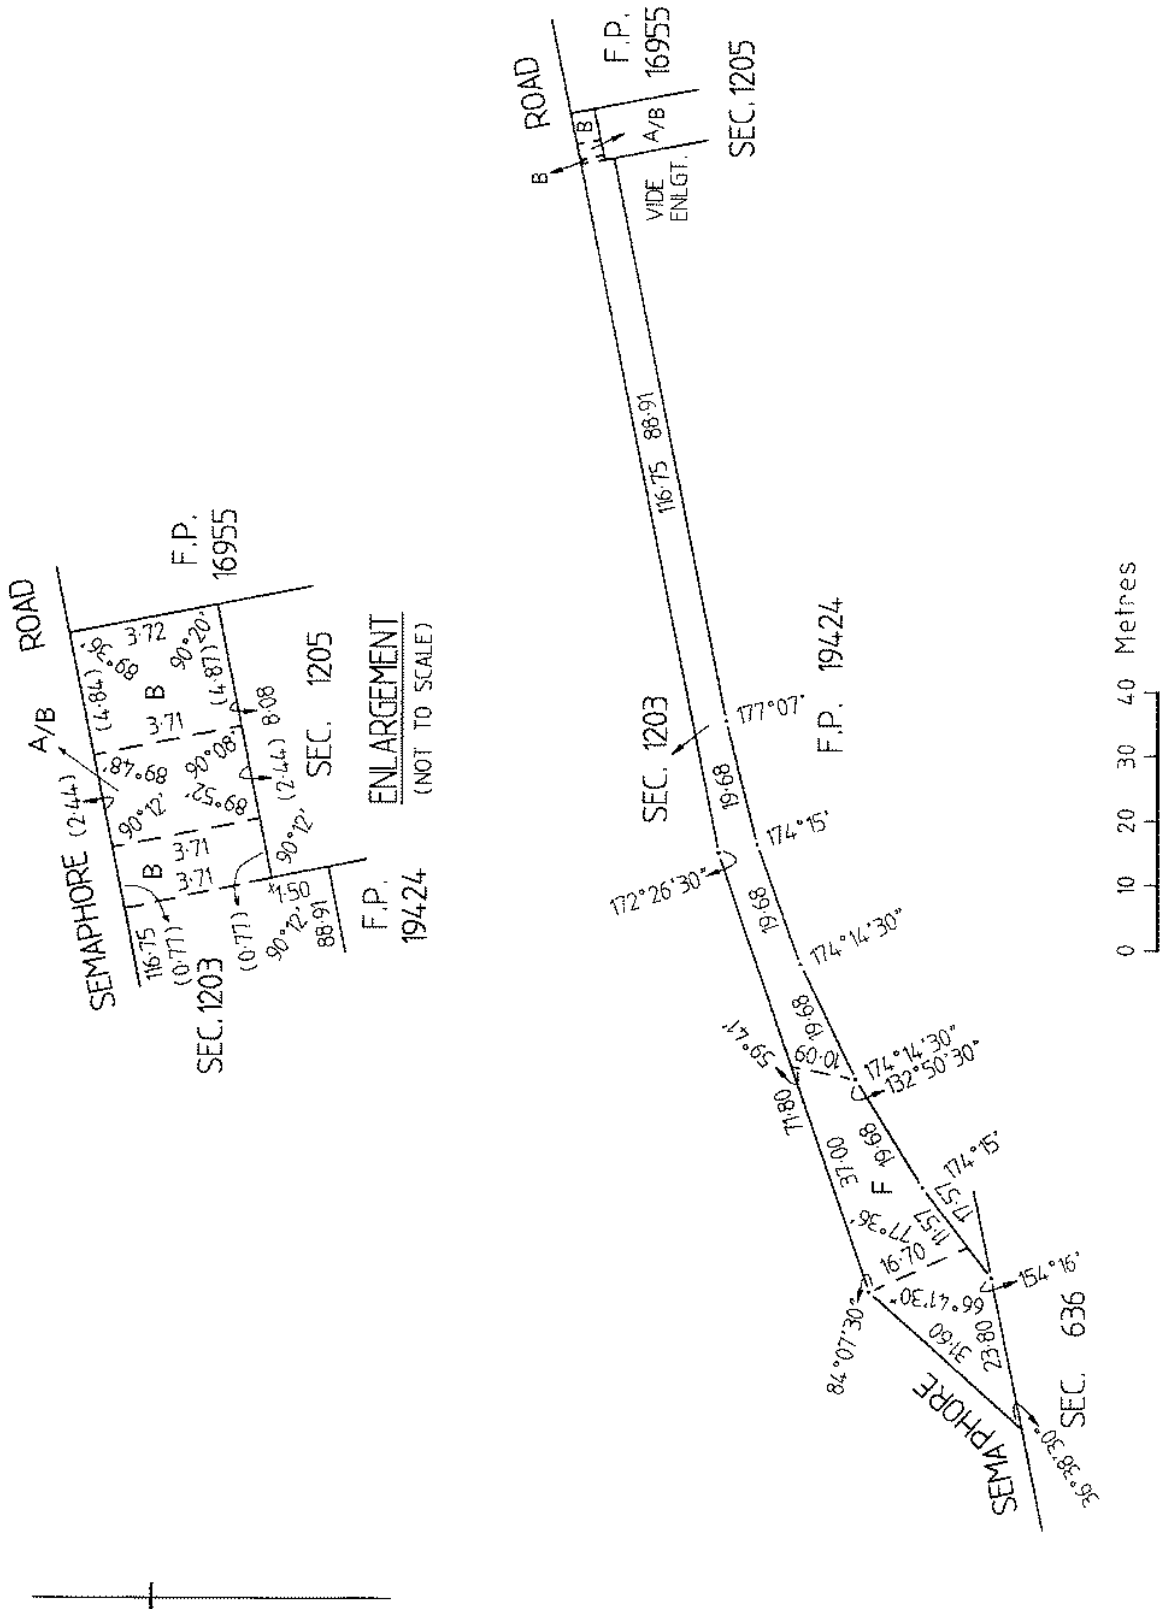 ROAD
F.P.
16955
B
B
A/B
VIDE
ENLGT.
SEC. 1205
116·75
88·91
SEC. 1203
F.P. 19424
177°07'
19·68
174°15'
172°26'30"
19·68
174°14'30"
19·68
10·09
59°41'
174°14'30"
132°50'30"
71·80
37·00
19·68
F
174°15'
17·57
11·57
77°36'
16·70
154°16'
66°41'30"
84°07'30"
31·60
23·80
SEMAPHORE
SEC. 636
36°38'30"
SEMAPHORE ROAD
A/B
F.P.
16955
(4·84)
89°36'
3·72
90°20'
B
3·71
(4·87)
(2·44)
89°48'
90°08'
8·08
90°12'
89°52'
(2·44)
SEC. 1205
B
3·71
3·71
90°12'
116·75
(0·77)
(0·77)
1·50
90°12'
88·91
SEC. 1203
F.P.
19424
ENLARGEMENT
(NOT TO SCALE)
0 10 20 30 40 Metres